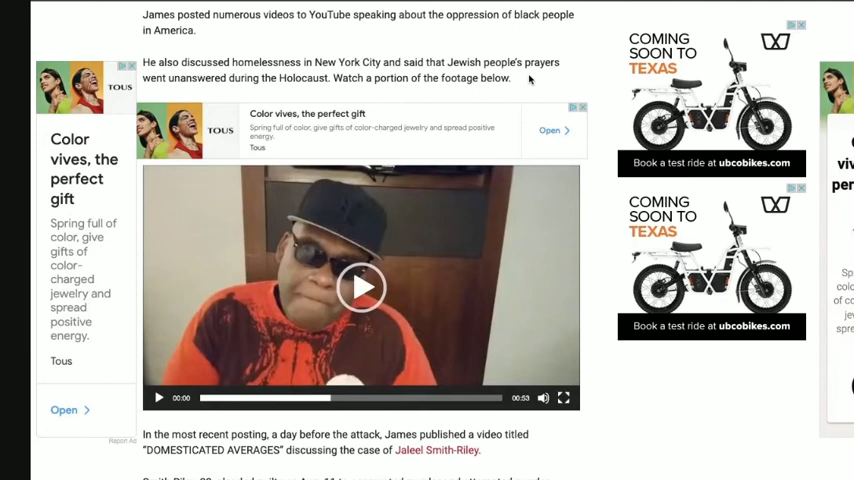 James posted numerous videos to YouTube speaking about the oppression of black people
in America.
He also discussed homelessness in New York City and said that Jewish people's prayers
went unanswered during the Holocaust. Watch a portion of the footage below.
TOUS
Color
vives, the
perfect
gift
Spring full of
color, give
gifts of
color-
charged
jewelry and
spread
positive
energy.
Tous
Open
Report Ad
TOUS
Color vives, the perfect gift
Spring full of color, give gifts of color-charged jewelry and spread positive
energy.
Tous
Open
00:00
00:53
In the most recent posting, a day before the attack, James published a video titled
“DOMESTICATED AVERAGES” discussing the case of Jaleel Smith-Riley.
COMING
SOON TO
TEXAS
Book a test ride at ubcobikes.com
COMING
SOON TO
TEXAS
Book a test ride at ubcobikes.com